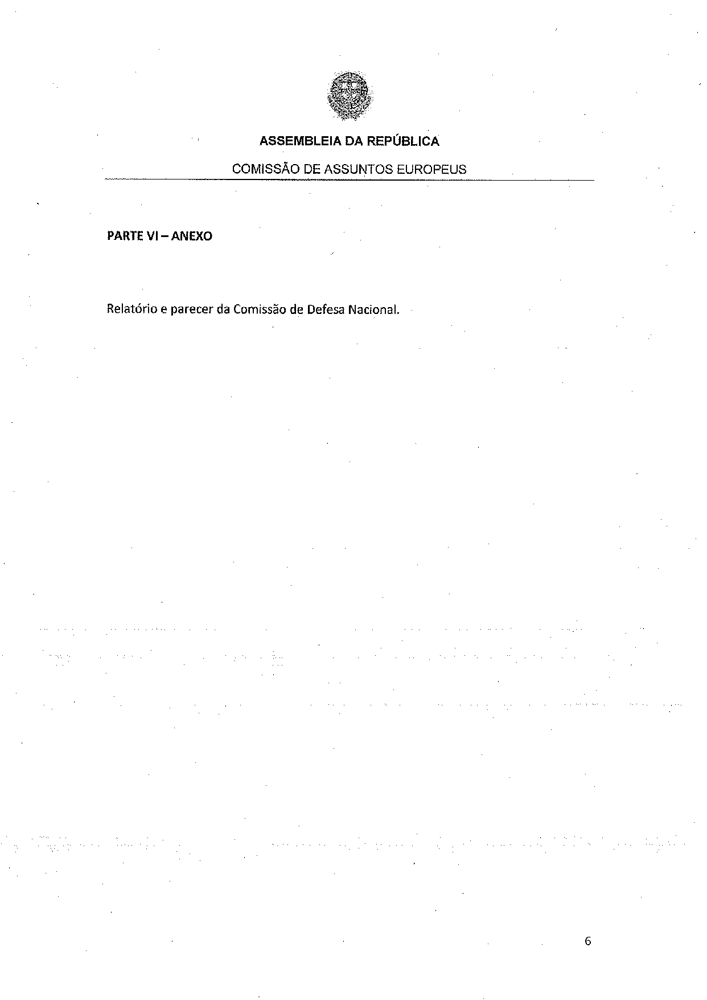 ASSEMBLEIA DA REPÚBLICA
COMISSÃO DE ASSUNTOS EUROPEUS
PARTE VI – ANEXO
Relatório e parecer da Comissão de Defesa Nacional.
6